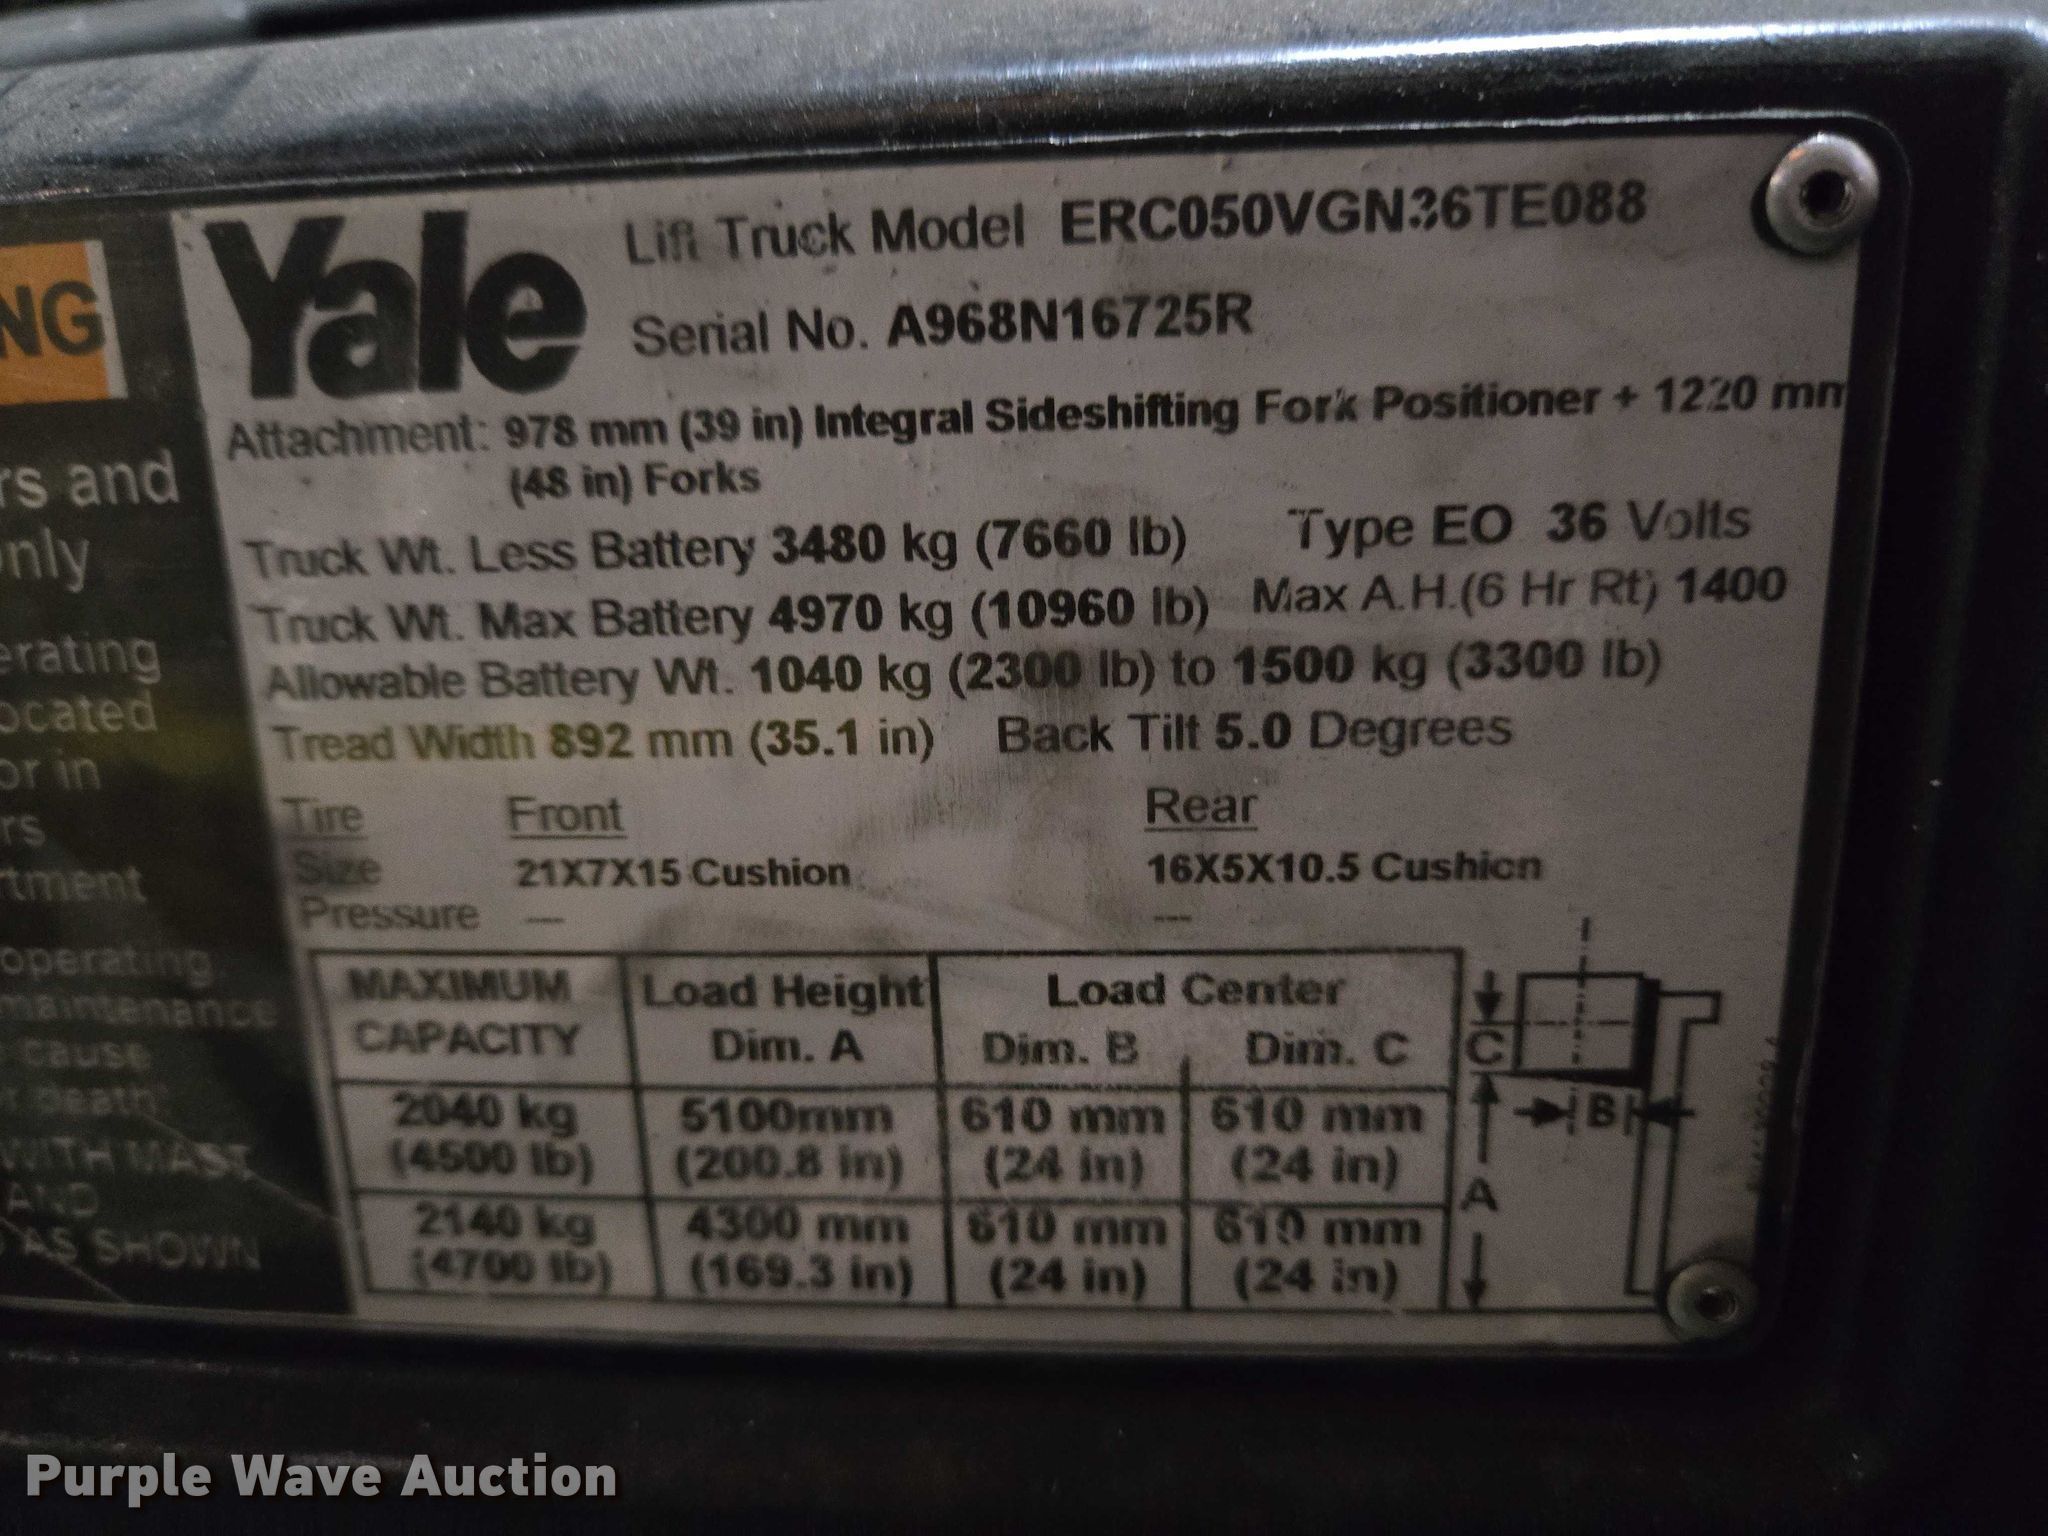 NG
rs and
only
erating
ocated
or in
rs
rtment
operating
maintenance
cause
death
WITH MAST
AND
AS SHOWN
Yale
Lift Truck Model ERC050VGN36TE088
Serial No. A968N16725R
Attachment: 978 mm (39 in) Integral Sideshifting Fork Positioner + 1220 mm
(48 in) Forks
Truck Wt. Less Battery 3480 kg (7660 lb) Type EO 36 Volts
Truck Wt. Max Battery 4970 kg (10960 lb) Max A.H.(6 Hr Rt) 1400
Allowable Battery Wt. 1040 kg (2300 lb) to 1500 kg (3300 lb)
Tread Width 892 mm (35.1 in) Back Tilt 5.0 Degrees
Tire Front Rear
Size 21X7X15 Cushion 16X5X10.5 Cushion
Pressure --- ---
MAXIMUM Load Height Load Center
CAPACITY Dim. A Dim. B Dim. C
2040 kg 5100mm 610 mm 610 mm
(4500 lb) (200.8 in) (24 in) (24 in)
2140 kg 4300 mm 610 mm 610 mm
(4700 lb) (169.3 in) (24 in) (24 in)
C
B
A
Purple Wave Auction